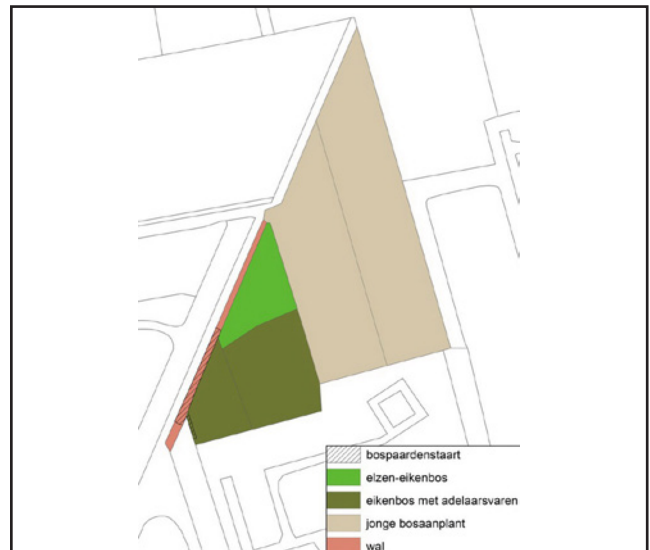 bospaardenstaart
elzen-eikenbos
eikenbos met adelaarsvaren
jonge bosaanplant
wal